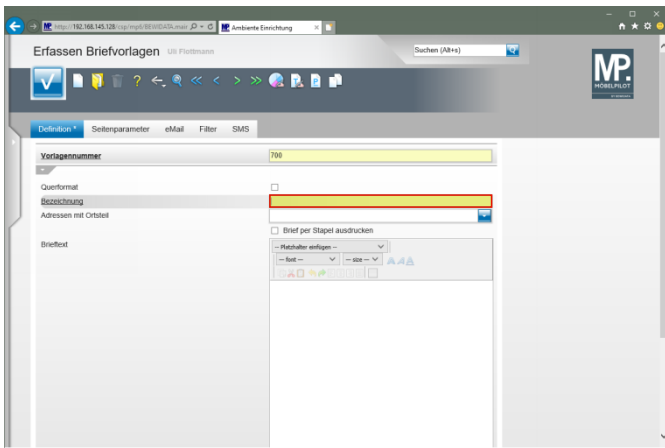 http://192.168.145.128/csp/mp8/BEWIDATA.mair
Ambiente Einrichtung
Erfassen Briefvorlagen Uli Flottmann
Suchen (Alt+s)
MP.
MÖBELPILOT
Definition * Seitenparameter eMail Filter SMS
Vorlagennummer 700
Querformat
Bezeichnung
Adressen mit Ortsteil
Brief per Stapel ausdrucken
Brieftext -- Platzhalter einfügen --
-- font -- -- size -- A A A